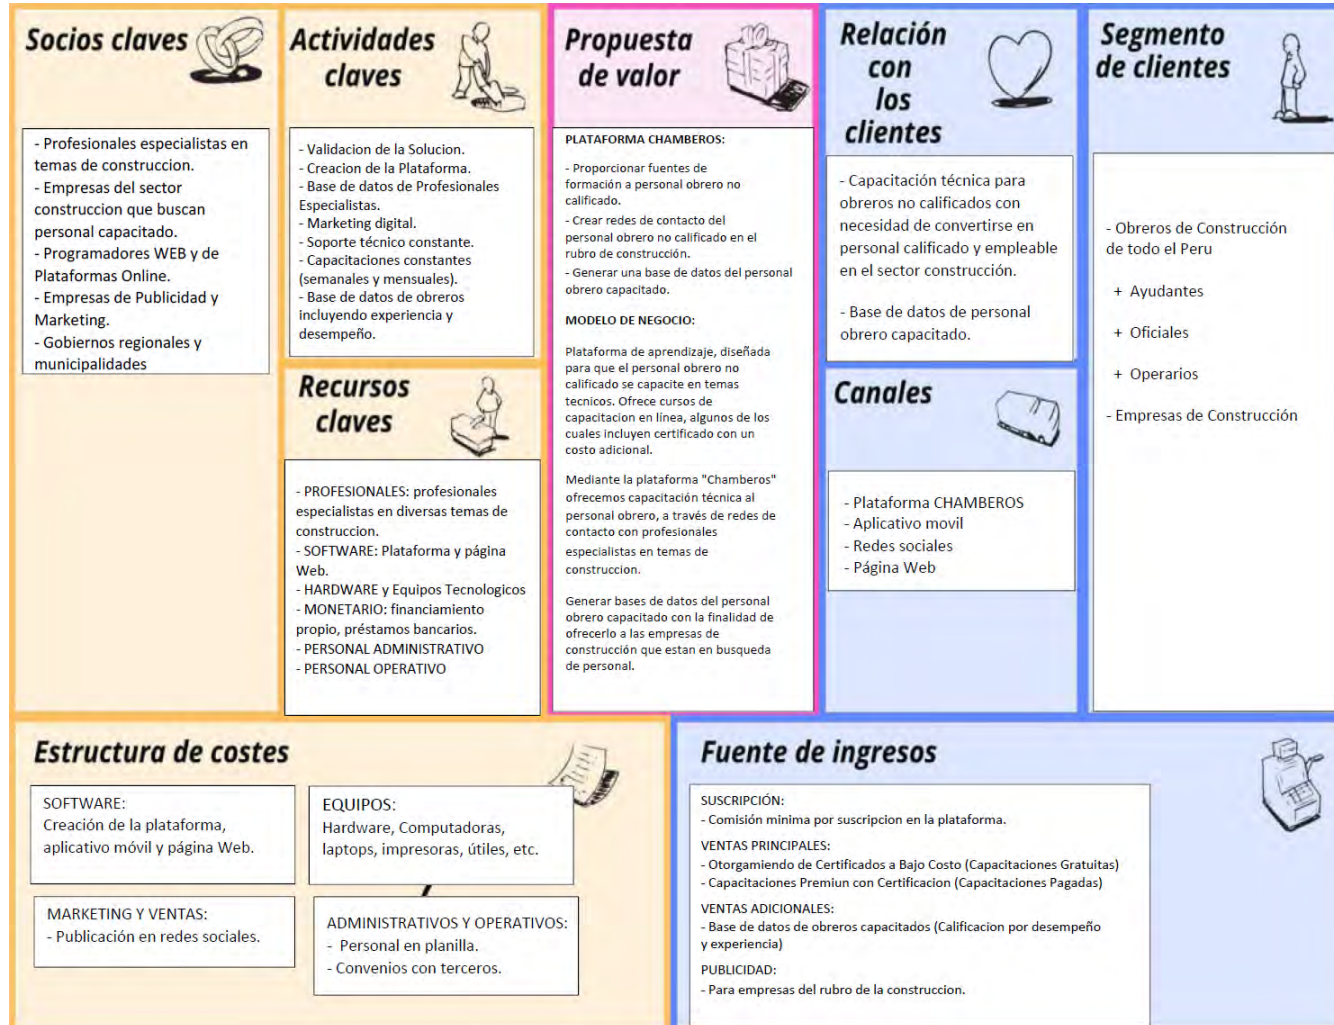 Socios claves
- Profesionales especialistas en
temas de construccion.
- Empresas del sector
construccion que buscan
personal capacitado.
- Programadores WEB y de
Plataformas Online.
- Empresas de Publicidad y
Marketing.
- Gobiernos regionales y
municipalidades
Actividades
claves
- Validacion de la Solucion.
- Creacion de la Plataforma.
- Base de datos de Profesionales
Especialistas.
- Marketing digital.
- Soporte técnico constante.
- Capacitaciones constantes
(semanales y mensuales).
- Base de datos de obreros
incluyendo experiencia y
desempeño.
Recursos
claves
- PROFESIONALES: profesionales
especialistas en diversas temas de
construccion.
- SOFTWARE: Plataforma y página
Web.
- HARDWARE y Equipos Tecnologicos
- MONETARIO: financiamiento
propio, préstamos bancarios.
- PERSONAL ADMINISTRATIVO
- PERSONAL OPERATIVO
Propuesta
de valor
PLATAFORMA CHAMBEROS:
- Proporcionar fuentes de
formación a personal obrero no
calificado.
- Crear redes de contacto del
personal obrero no calificado en el
rubro de construcción.
- Generar una base de datos del personal
obrero capacitado.
MODELO DE NEGOCIO:
Plataforma de aprendizaje, diseñada
para que el personal obrero no
calificado se capacite en temas
tecnicos. Ofrece cursos de
capacitacion en línea, algunos de los
cuales incluyen certificado con un
costo adicional.
Mediante la plataforma "Chamberos"
ofrecemos capacitación técnica al
personal obrero, a través de redes de
contacto con profesionales
especialistas en temas de
construccion.
Generar bases de datos del personal
obrero capacitado con la finalidad de
ofrecerlo a las empresas de
construcción que estan en busqueda
de personal.
Relación
con
los
clientes
- Capacitación técnica para
obreros no calificados con
necesidad de convertirse en
personal calificado y empleable
en el sector construcción.
- Base de datos de personal
obrero capacitado.
Canales
- Plataforma CHAMBEROS
- Aplicativo movil
- Redes sociales
- Página Web
Segmento
de clientes
- Obreros de Construcción
de todo el Peru
+ Ayudantes
+ Oficiales
+ Operarios
- Empresas de Construcción
Estructura de costes
SOFTWARE:
Creación de la plataforma,
aplicativo móvil y página Web.
EQUIPOS:
Hardware, Computadoras,
laptops, impresoras, útiles, etc.
MARKETING Y VENTAS:
- Publicación en redes sociales.
ADMINISTRATIVOS Y OPERATIVOS:
- Personal en planilla.
- Convenios con terceros.
Fuente de ingresos
SUSCRIPCIÓN:
- Comisión minima por suscripcion en la plataforma.
VENTAS PRINCIPALES:
- Otorgamiendo de Certificados a Bajo Costo (Capacitaciones Gratuitas)
- Capacitaciones Premiun con Certificacion (Capacitaciones Pagadas)
VENTAS ADICIONALES:
- Base de datos de obreros capacitados (Calificacion por desempeño
y experiencia)
PUBLICIDAD:
- Para empresas del rubro de la construccion.